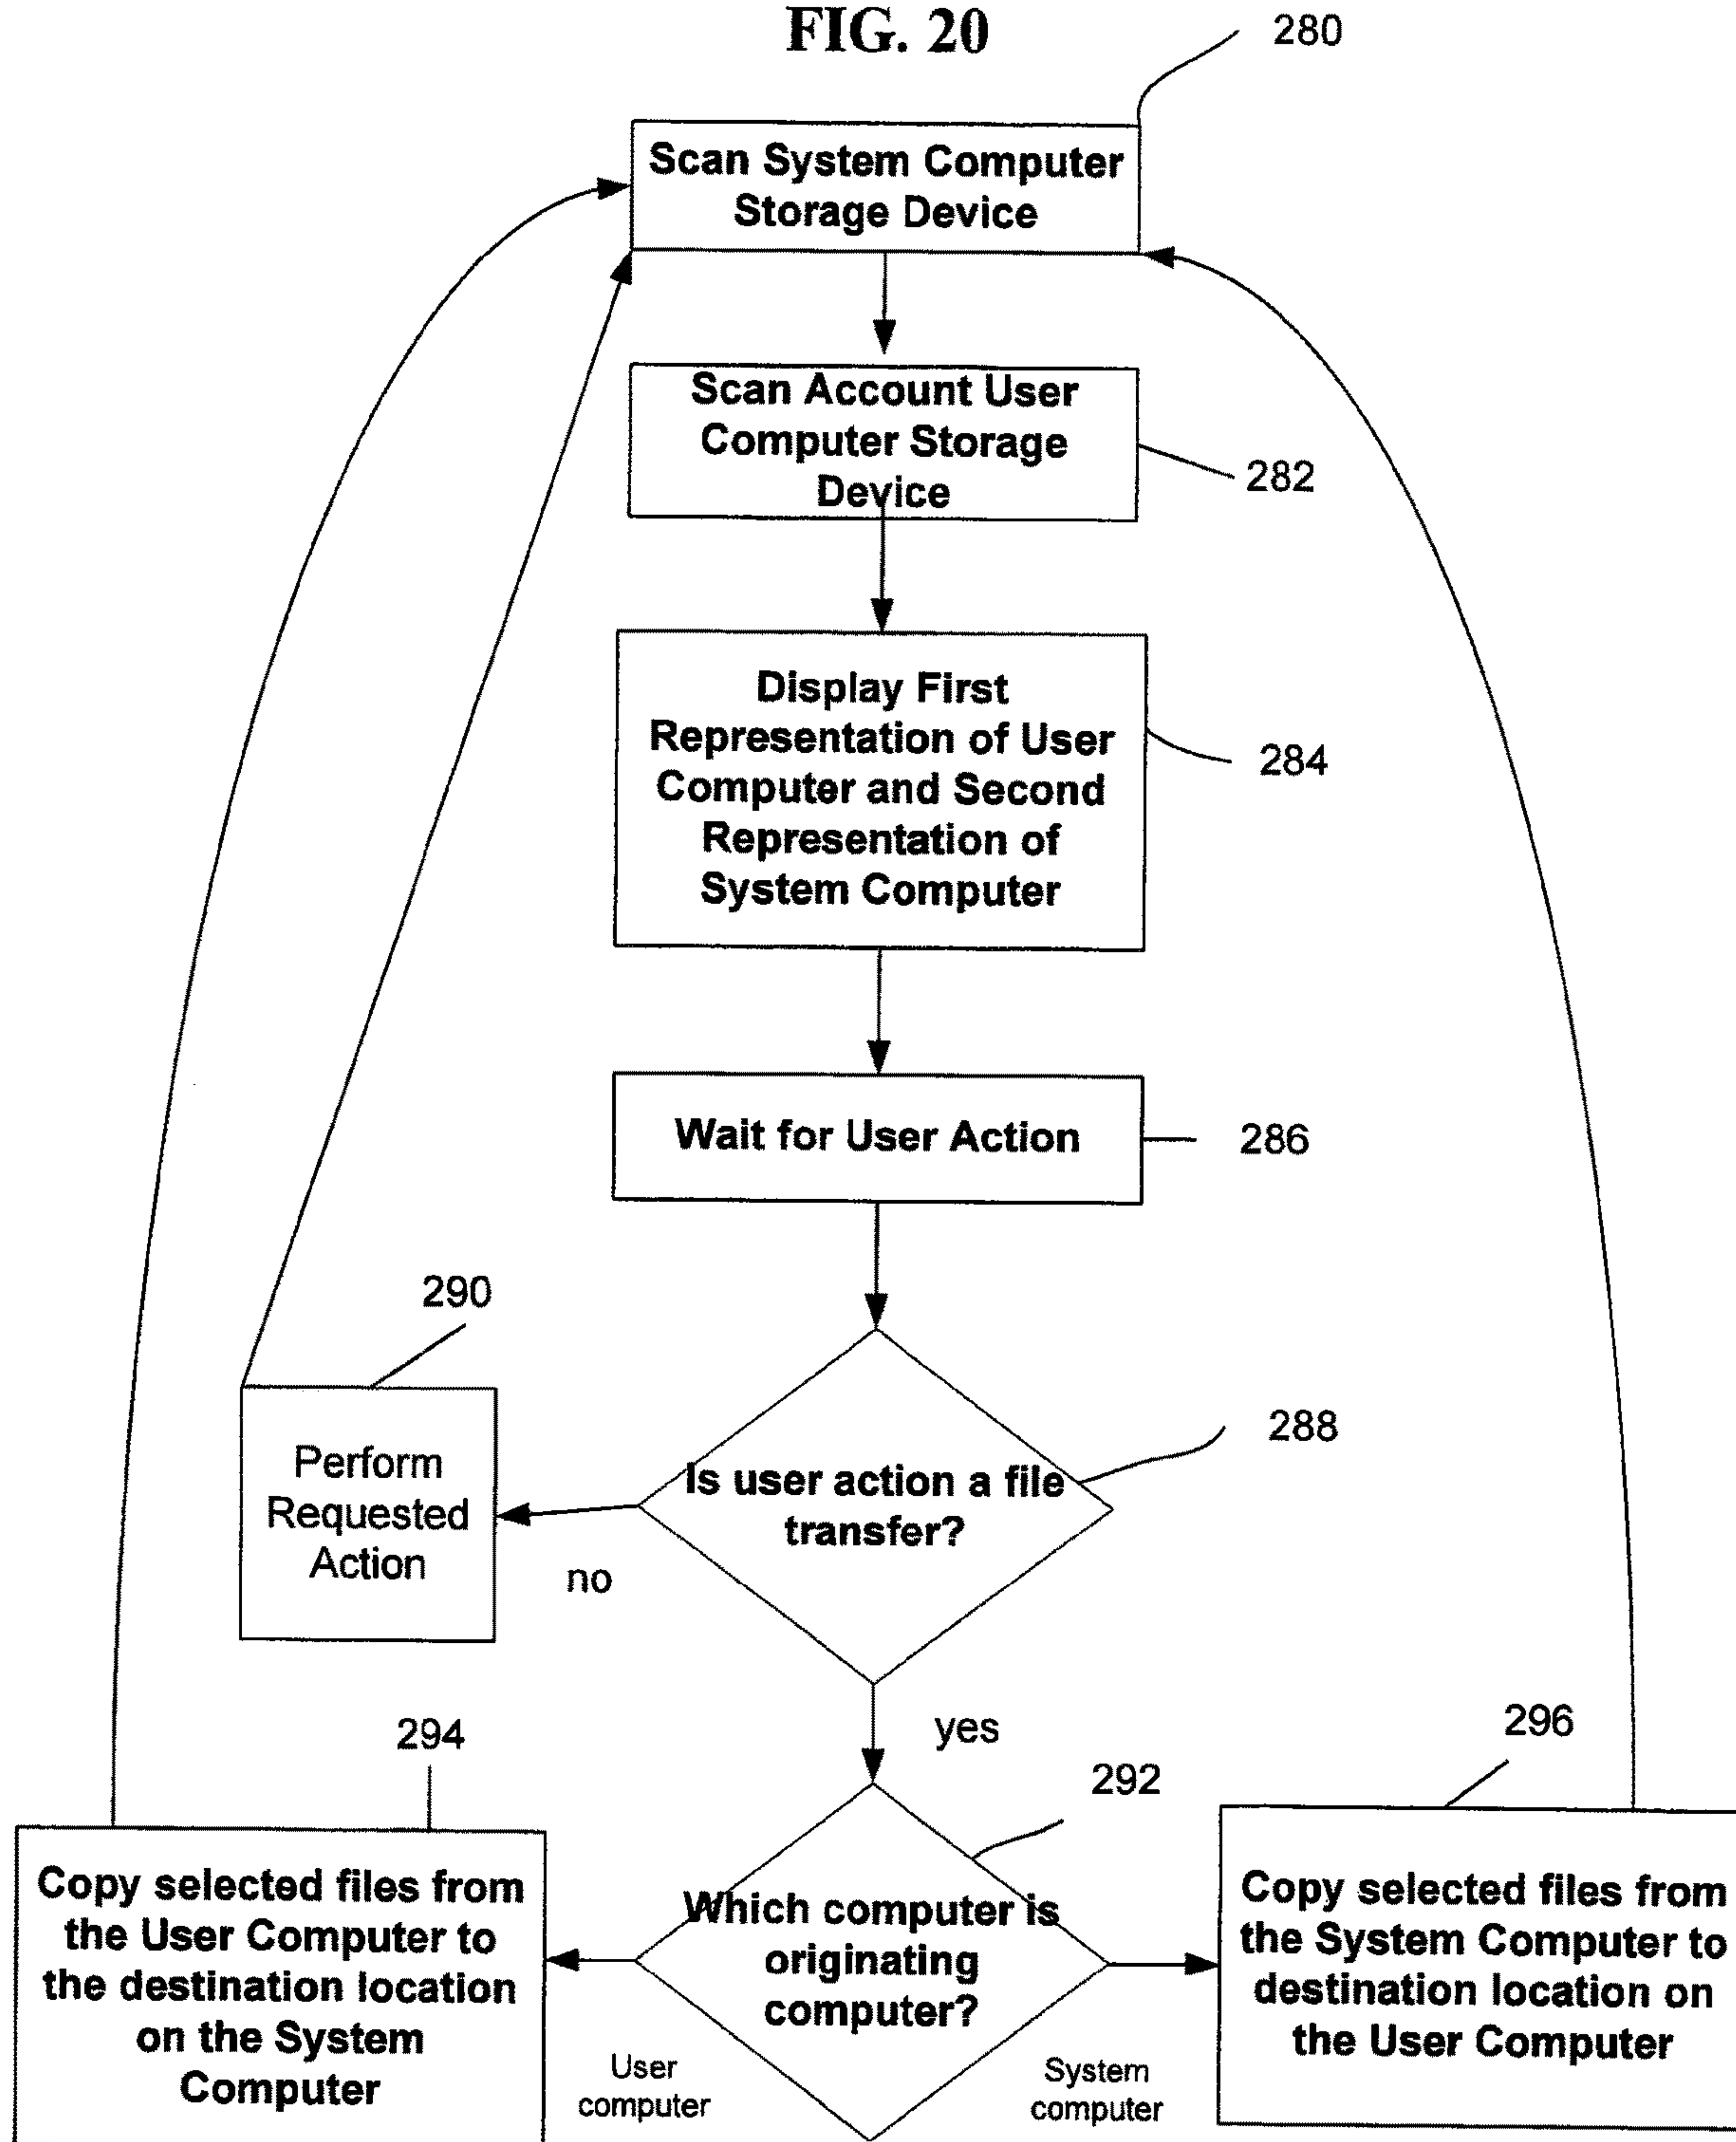 FIG. 20
280
Scan System Computer
Storage Device
Scan Account User
Computer Storage
Device
282
Display First
Representation of User
Computer and Second
Representation of
System Computer
284
Wait for User Action
286
290
Perform
Requested
Action
288
Is user action a file
transfer?
no
yes
294
292
296
Copy selected files from
the User Computer to
the destination location
on the System
Computer
Which computer is
originating
computer?
User
computer
System
computer
Copy selected files from
the System Computer to
destination location on
the User Computer